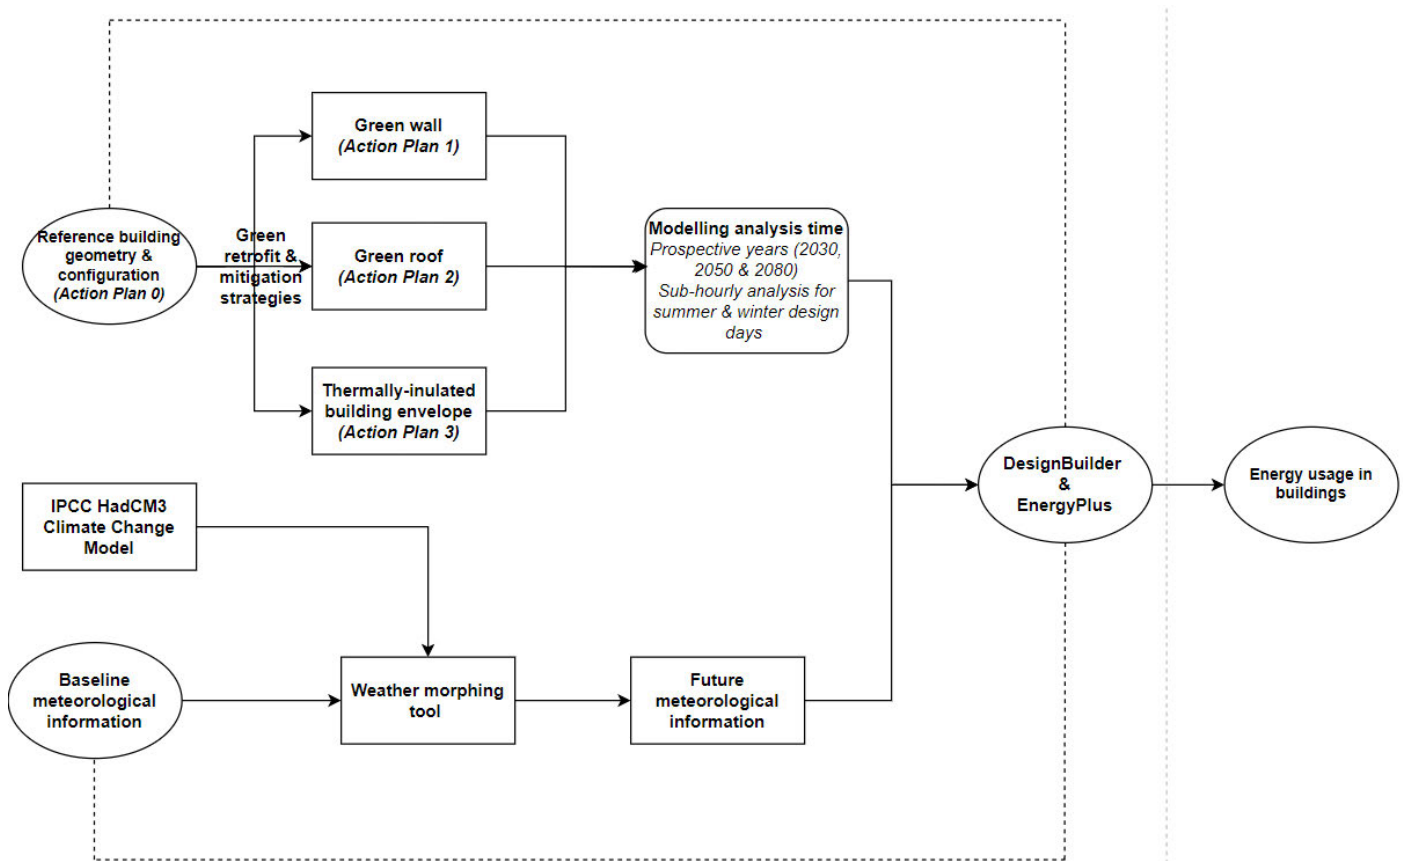 Green wall
(Action Plan 1)
Reference building
geometry &
configuration
(Action Plan 0)
Green
retrofit &
mitigation
strategies
Green roof
(Action Plan 2)
Modelling analysis time
Prospective years (2030,
2050 & 2080)
Sub-hourly analysis for
summer & winter design
days
Thermally-inulated
building envelope
(Action Plan 3)
DesignBuilder
&
EnergyPlus
Energy usage in
buildings
IPCC HadCM3
Climate Change
Model
Baseline
meteorological
information
Weather morphing
tool
Future
meteorological
information